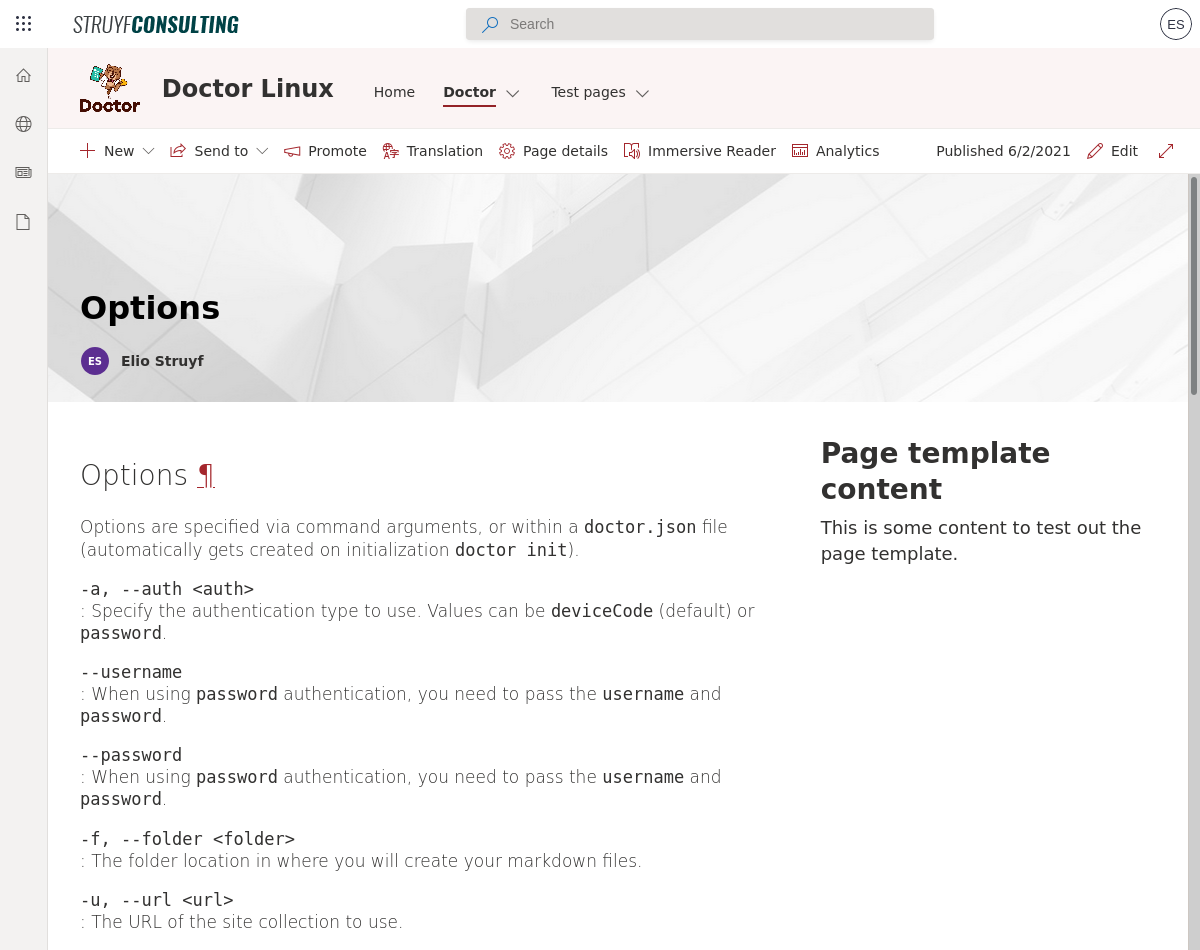 STRUYFCONSULTING
Search
ES
Doctor
Doctor Linux
Home
Doctor
Test pages
New
Send to
Promote
Translation
Page details
Immersive Reader
Analytics
Published 6/2/2021
Edit
Options
ES
Elio Struyf
Options ¶
Options are specified via command arguments, or within a doctor.json file
(automatically gets created on initialization doctor init).
-a, --auth <auth>
: Specify the authentication type to use. Values can be deviceCode (default) or
password.
--username
: When using password authentication, you need to pass the username and
password.
--password
: When using password authentication, you need to pass the username and
password.
-f, --folder <folder>
: The folder location in where you will create your markdown files.
-u, --url <url>
: The URL of the site collection to use.
Page template
content
This is some content to test out the
page template.